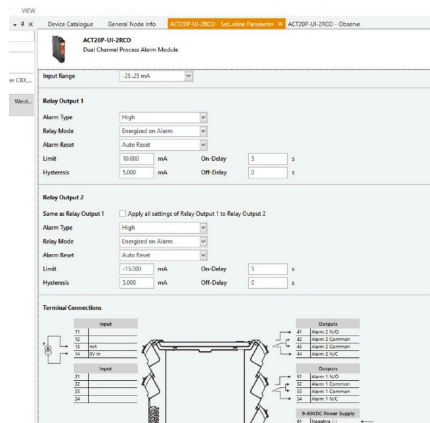 VIEW
Device Catalogue General Node Info ACT20P-UI-2RCO - Set...nline Parameter × ACT20P-UI-2RCO - Observe
ACT20P-UI-2RCO
Dual Channel Process Alarm Module
er CBX,...
Weid...
Input Range -25..25 mA
Relay Output 1
Alarm Type High
Relay Mode Energized on Alarm
Alarm Reset Auto Reset
Limit 10.000 mA On-Delay 5 s
Hysteresis 5.000 mA Off-Delay 0 s
Relay Output 2
Same as Relay Output 1 Apply all settings of Relay Output 1 to Relay Output 2
Alarm Type High
Relay Mode Energized on Alarm
Alarm Reset Auto Reset
Limit -15.000 mA On-Delay 5 s
Hysteresis 5.000 mA Off-Delay 0 s
Terminal Connections
Input Outputs
11 41 Alarm 2 N/O
12 42 Alarm 2 Common
13 mA 43 Alarm 2 Common
14 0V In 44 Alarm 2 N/C
Input Outputs
21 51 Alarm 1 N/O
22 52 Alarm 1 Common
23 53 Alarm 1 Common
24 54 Alarm 1 N/C
9-60VDC Power Supply
61 Negative (-)